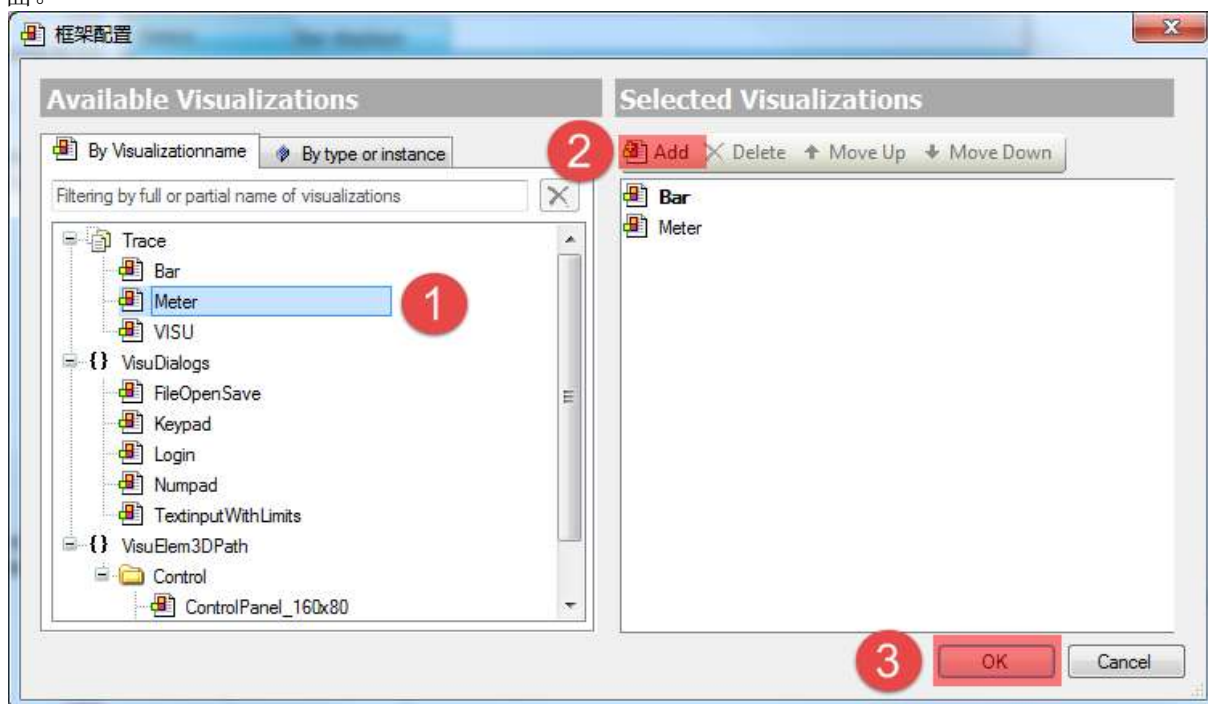 面。
框架配置
Available Visualizations
Selected Visualizations
By Visualizationname
By type or instance
2
Add
Delete
Move Up
Move Down
Filtering by full or partial name of visualizations
Trace
Bar
Meter
1
VISU
VisuDialogs
FileOpenSave
Keypad
Login
Numpad
TextinputWithLimits
VisuElem3DPath
Control
ControlPanel_160x80
Bar
Meter
3
OK
Cancel